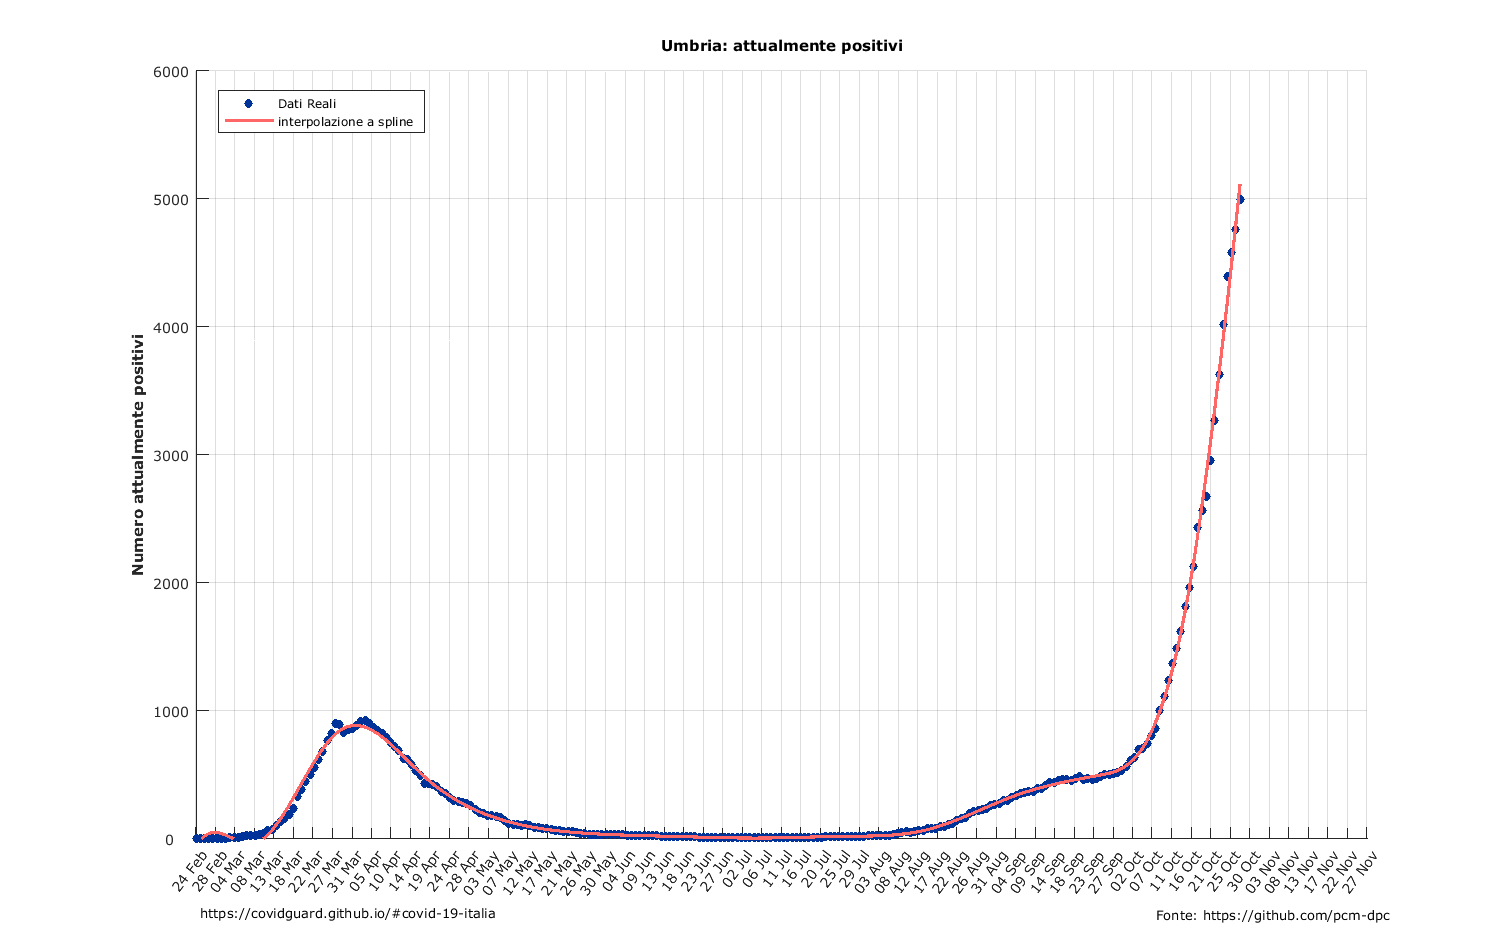 Umbria: attualmente positivi
6000
5000
4000
3000
2000
1000
0
Numero attualmente positivi
Dati Reali
interpolazione a spline
24 Feb
28 Feb
04 Mar
08 Mar
13 Mar
18 Mar
22 Mar
27 Mar
31 Mar
05 Apr
10 Apr
14 Apr
19 Apr
24 Apr
28 Apr
03 May
07 May
12 May
17 May
21 May
26 May
30 May
04 Jun
09 Jun
13 Jun
18 Jun
23 Jun
27 Jun
02 Jul
06 Jul
11 Jul
16 Jul
20 Jul
25 Jul
29 Jul
03 Aug
08 Aug
12 Aug
17 Aug
22 Aug
26 Aug
31 Aug
04 Sep
09 Sep
14 Sep
18 Sep
23 Sep
27 Sep
02 Oct
07 Oct
11 Oct
16 Oct
21 Oct
25 Oct
30 Oct
03 Nov
08 Nov
13 Nov
17 Nov
22 Nov
27 Nov
https://covidguard.github.io/#covid-19-italia
Fonte: https://github.com/pcm-dpc